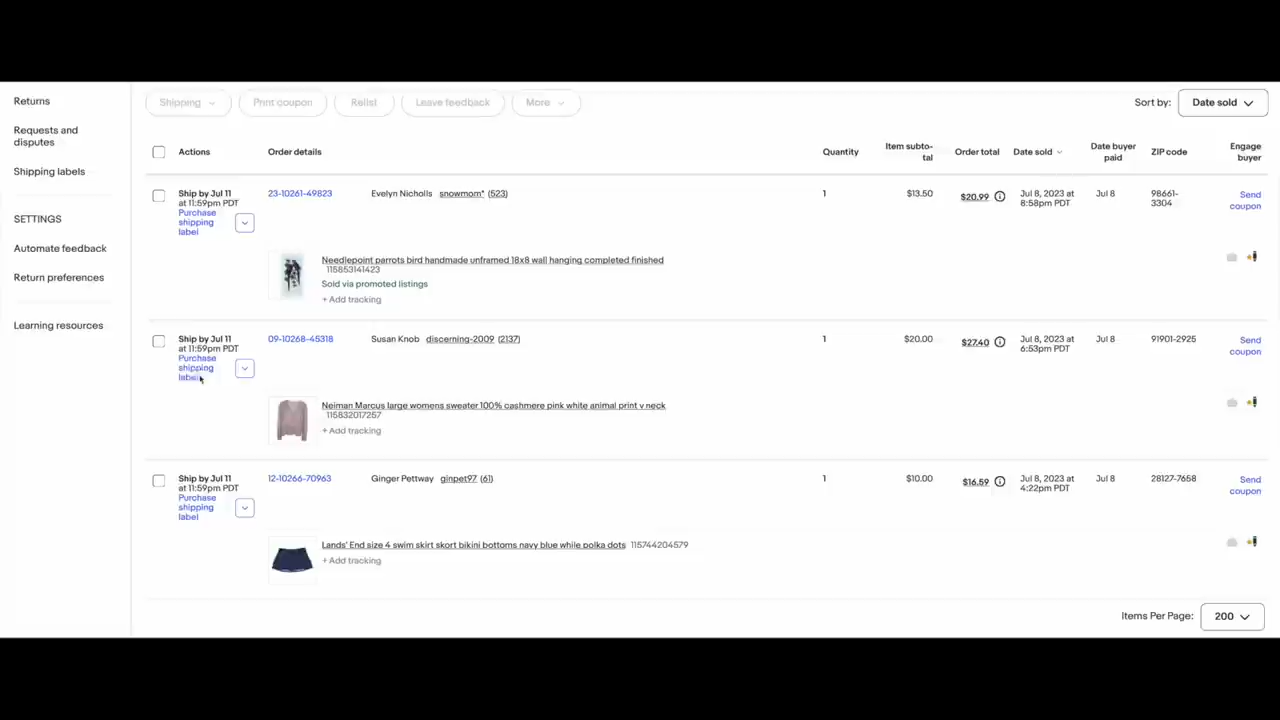 Returns
Requests and
disputes
Shipping labels
SETTINGS
Automate feedback
Return preferences
Learning resources
Shipping
Print coupon
Relist
Leave feedback
More
Sort by:
Date sold
Actions
Order details
Quantity
Item subto-
tal
Order total
Date sold
Date buyer
paid
ZIP code
Engage
buyer
Ship by Jul 11
at 11:59pm PDT
Purchase
shipping
label
23-10261-49823
Evelyn Nicholls snowmom* (523)
1
$13.50
$20.99
Jul 8, 2023 at
8:58pm PDT
Jul 8
98661-
3304
Send
coupon
Needlepoint parrots bird handmade unframed 18x8 wall hanging completed finished
115853141423
Sold via promoted listings
+ Add tracking
Ship by Jul 11
at 11:59pm PDT
Purchase
shipping
label
09-10268-45318
Susan Knob discerning-2009 (2137)
1
$20.00
$27.40
Jul 8, 2023 at
6:53pm PDT
Jul 8
91901-2925
Send
coupon
Neiman Marcus large womens sweater 100% cashmere pink white animal print v neck
115832017257
+ Add tracking
Ship by Jul 11
at 11:59pm PDT
Purchase
shipping
label
12-10266-70963
Ginger Pettway ginpet97 (61)
1
$10.00
$16.59
Jul 8, 2023 at
4:22pm PDT
Jul 8
28127-7658
Send
coupon
Lands' End size 4 swim skirt skort bikini bottoms navy blue while polka dots 115744204579
+ Add tracking
Items Per Page:
200